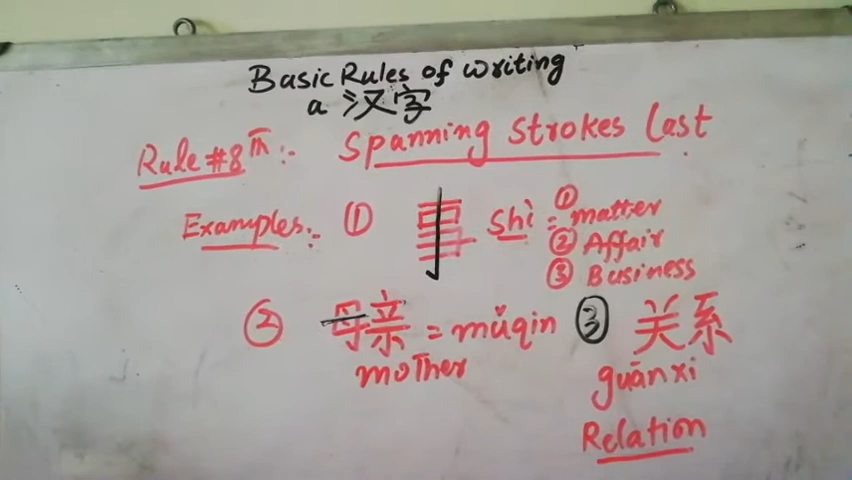 Basic Rules of writing
a 汉字
Rule #8th:- Spanning strokes last
Examples:- ① 事 shì = ① matter
② Affair
③ Business
② 母亲 = mǔqin ③ 关系
mother guānxi
Relation